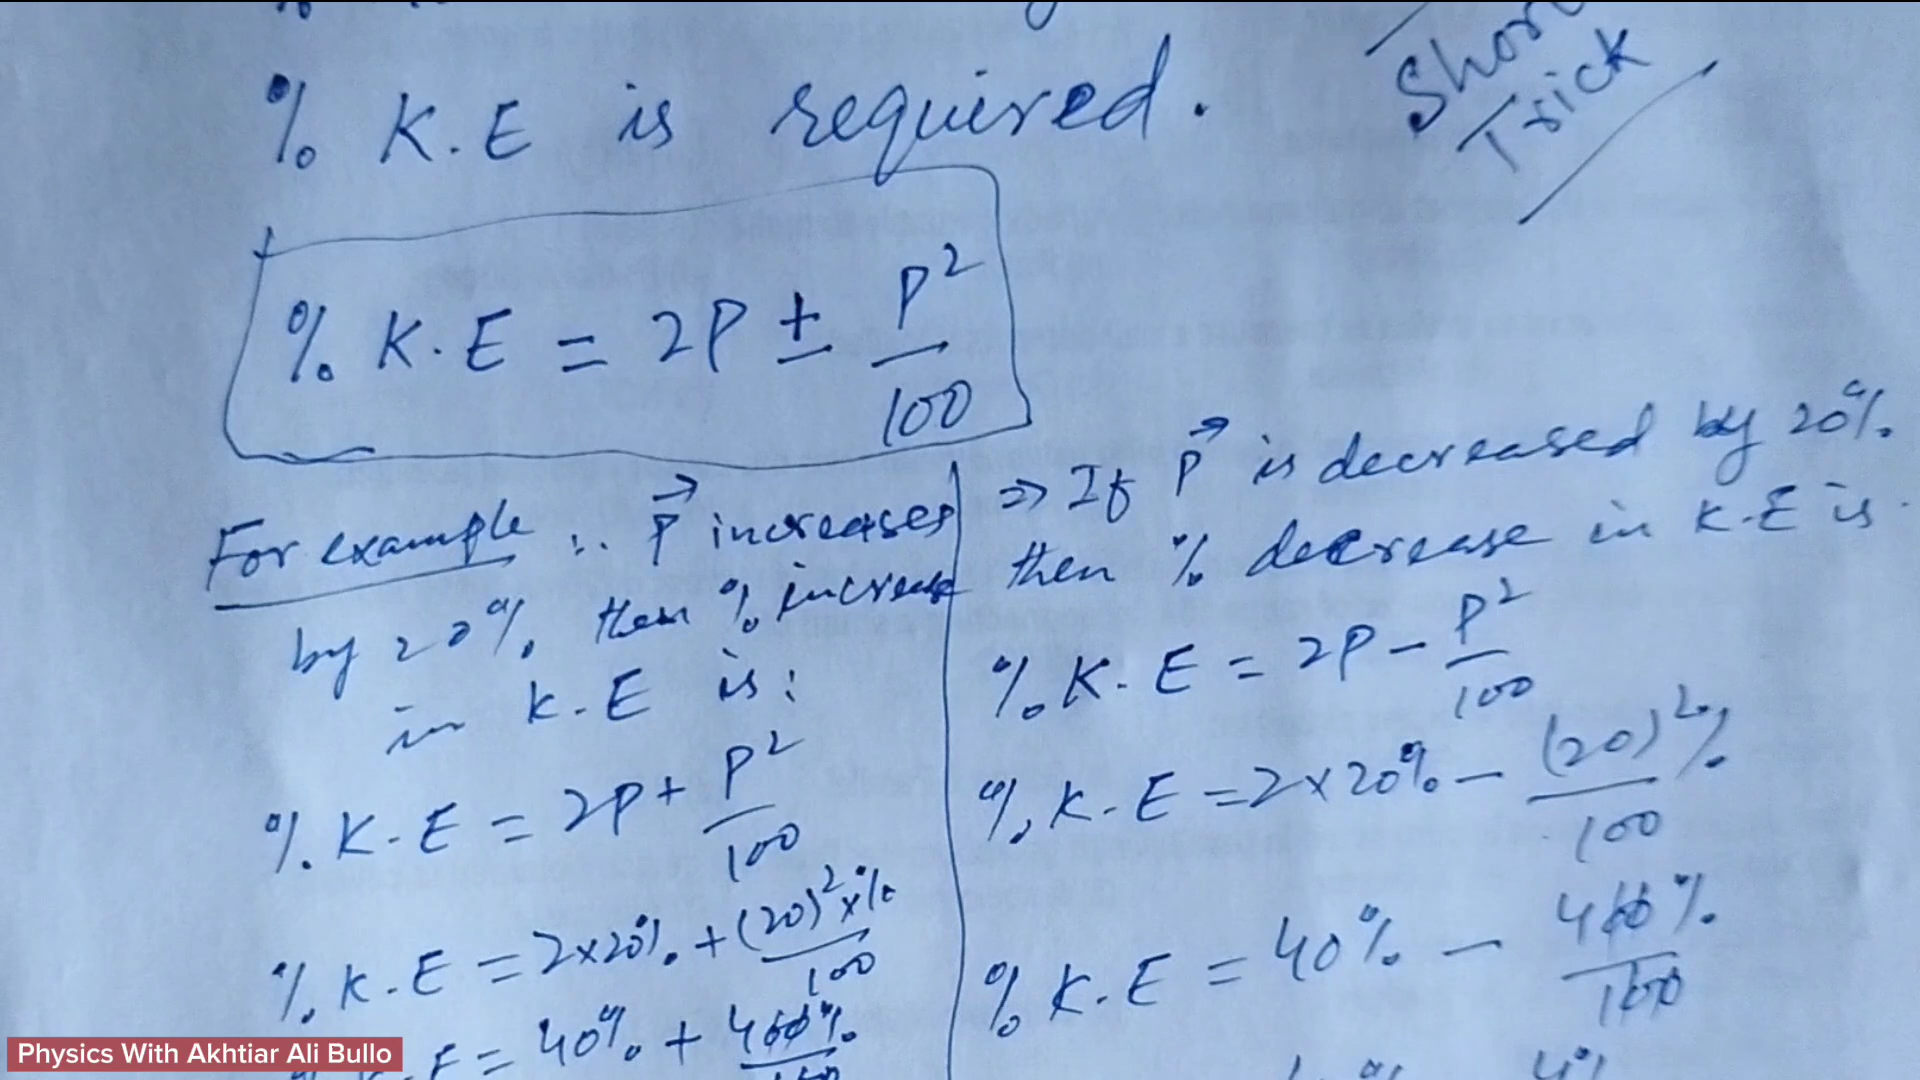 % K.E is required.
Short
Trick
% K.E = 2P ± P²/100
For example :. P⃗ increases
by 20%, then % increase
in K.E is:
% K.E = 2P + P²/100
% K.E = 2×20% + (20)²×%/100
K.E = 40% + 400%/100
⇒ If P⃗ is decreased by 20%.
then % decrease in K.E is.
% K.E = 2P - P²/100
% K.E = 2×20% - (20)²%/100
% K.E = 40% - 400%/100
4%
Physics With Akhtiar Ali Bullo